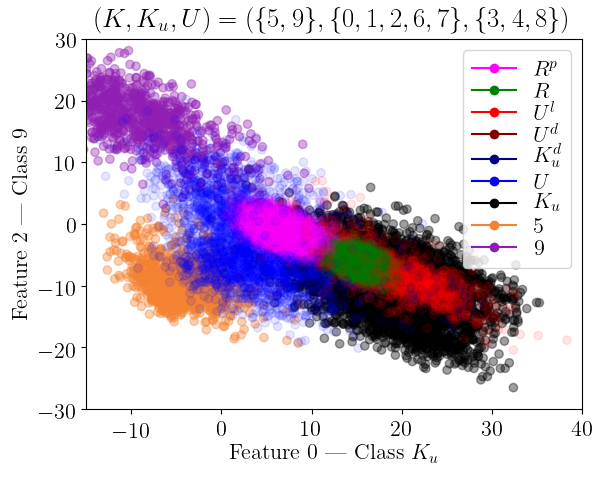 (K, K_u, U) = ({5, 9}, {0, 1, 2, 6, 7}, {3, 4, 8})
30
20
10
0
−10
−20
−30
−10
0
10
20
30
40
Feature 2 — Class 9
Feature 0 — Class K_u
R^p
R
U^l
U^d
K_u^d
U
K_u
5
9